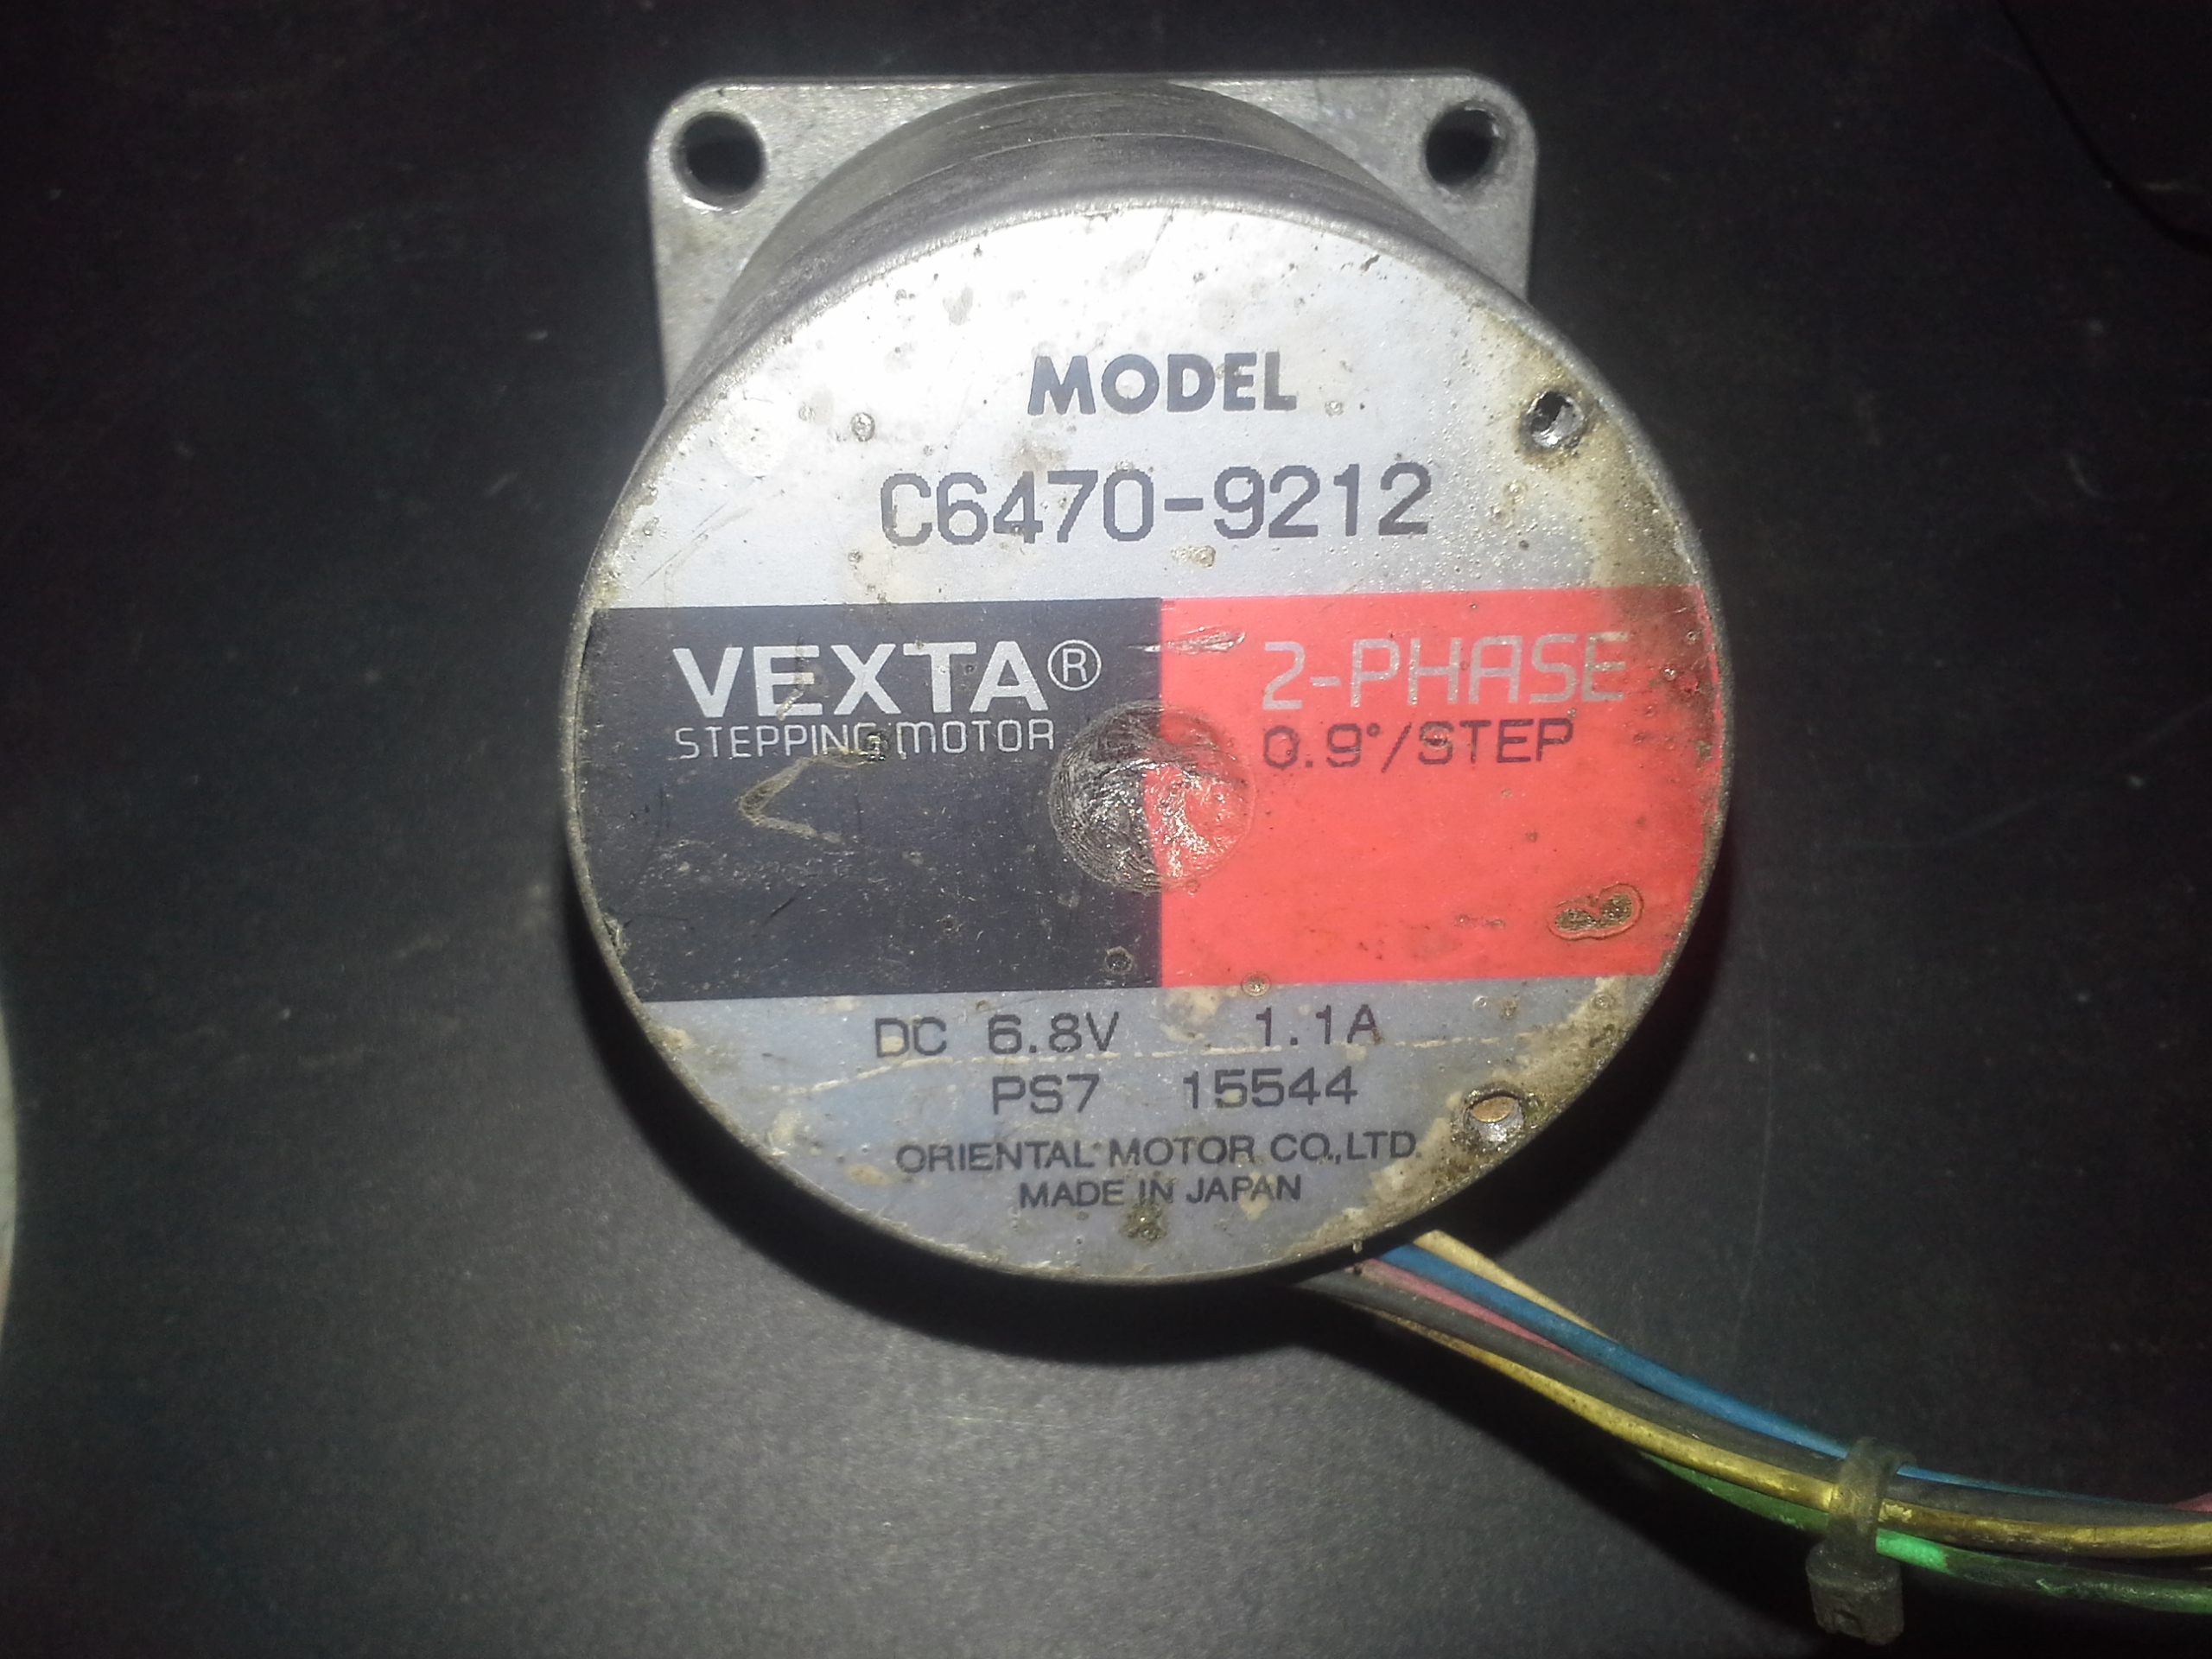 MODEL
C6470-9212
VEXTA®
STEPPING MOTOR
2-PHASE
0.9°/STEP
DC 6.8V 1.1A
PS7 15544
ORIENTAL MOTOR CO.,LTD.
MADE IN JAPAN